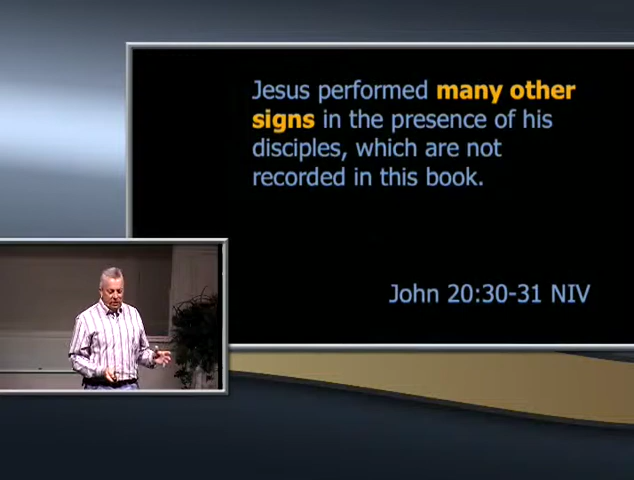 Jesus performed many other
signs in the presence of his
disciples, which are not
recorded in this book.
John 20:30-31 NIV